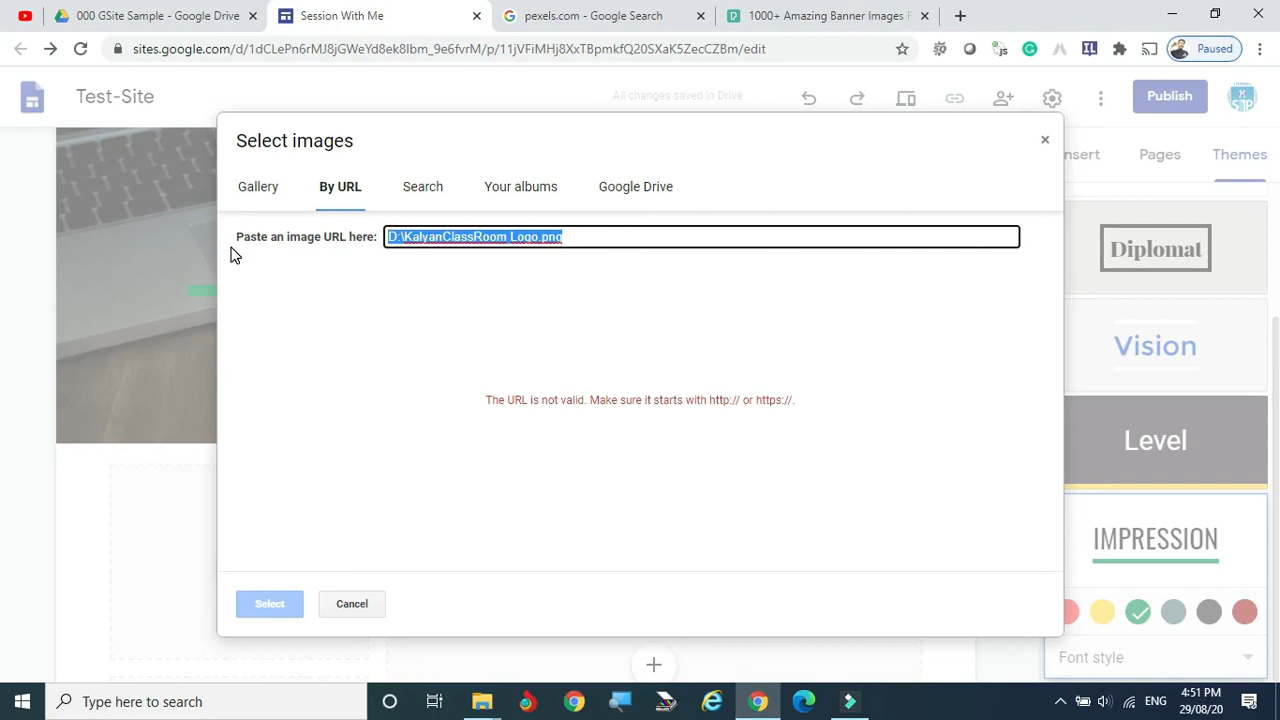 000 GSite Sample - Google Drive
Session With Me
pexels.com - Google Search
1000+ Amazing Banner Images F
sites.google.com/d/1dCLePn6rMJ8jGWeYd8ek8Ibm_9e6fvrM/p/11jVFiMHj8XxTBpmkfQ20SXaK5ZecCZBm/edit
Paused
Test-Site
All changes saved in Drive
Publish
Select images
×
nsert
Pages
Themes
Gallery
By URL
Search
Your albums
Google Drive
Paste an image URL here:
D:\KalyanClassRoom Logo.png
Diplomat
Vision
The URL is not valid. Make sure it starts with http:// or https://.
Level
IMPRESSION
Select
Cancel
Font style
Type here to search
ENG
4:51 PM
29/08/20